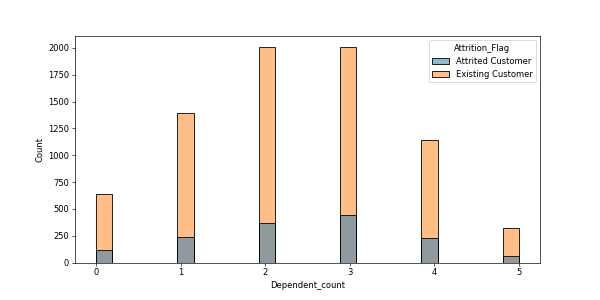 Attrition_Flag
Attrited Customer
Existing Customer
2000
1750
1500
1250
1000
750
500
250
0
Count
0 1 2 3 4 5
Dependent_count